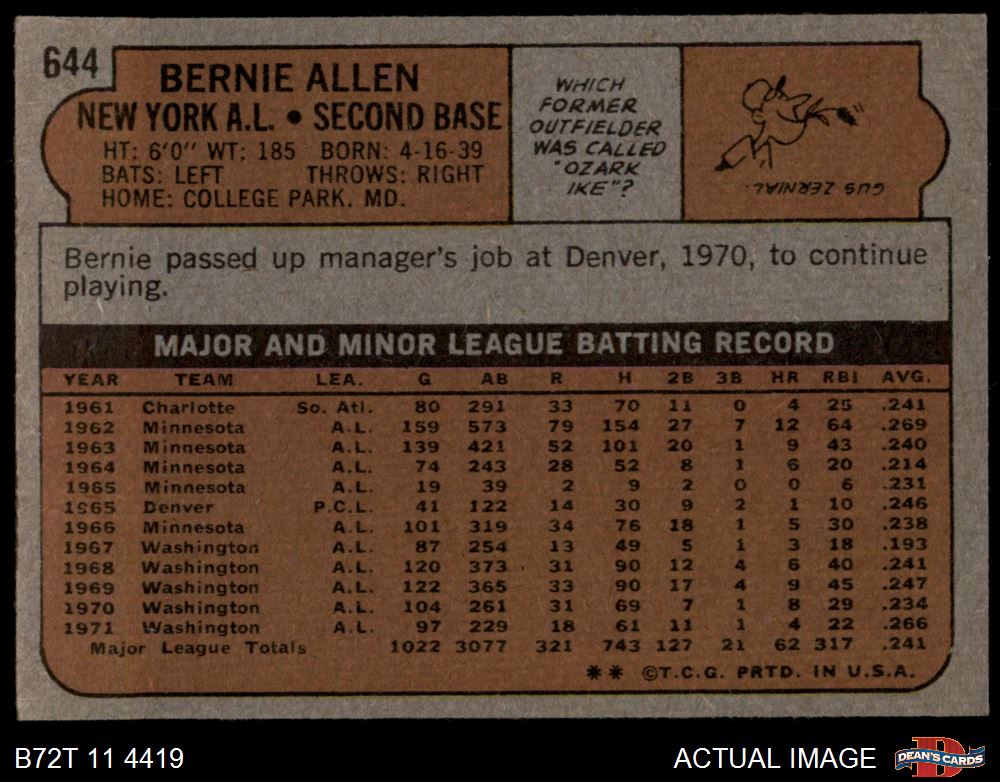 644
BERNIE ALLEN
NEW YORK A.L. • SECOND BASE
HT: 6'0" WT: 185 BORN: 4-16-39
BATS: LEFT THROWS: RIGHT
HOME: COLLEGE PARK. MD.
WHICH
FORMER
OUTFIELDER
WAS CALLED
"OZARK
IKE"?
GUS ZERNIAL.
Bernie passed up manager's job at Denver, 1970, to continue
playing.
MAJOR AND MINOR LEAGUE BATTING RECORD
YEAR TEAM LEA. G AB R H 2B 3B HR RBI AVG.
1961 Charlotte So. Atl. 80 291 33 70 11 0 4 25 .241
1962 Minnesota A.L. 159 573 79 154 27 7 12 64 .269
1963 Minnesota A.L. 139 421 52 101 20 1 9 43 .240
1964 Minnesota A.L. 74 243 28 52 8 1 6 20 .214
1965 Minnesota A.L. 19 39 2 9 2 0 0 6 .231
1965 Denver P.C.L. 41 122 14 30 9 2 1 10 .246
1966 Minnesota A.L. 101 319 34 76 18 1 5 30 .238
1967 Washington A.L. 87 254 13 49 5 1 3 18 .193
1968 Washington A.L. 120 373 31 90 12 4 6 40 .241
1969 Washington A.L. 122 365 33 90 17 4 9 45 .247
1970 Washington A.L. 104 261 31 69 7 1 8 29 .234
1971 Washington A.L. 97 229 18 61 11 1 4 22 .266
Major League Totals 1022 3077 321 743 127 21 62 317 .241
** ©T.C.G. PRTD. IN U.S.A.
B72T 11 4419
ACTUAL IMAGE
D
DEAN'S CARDS